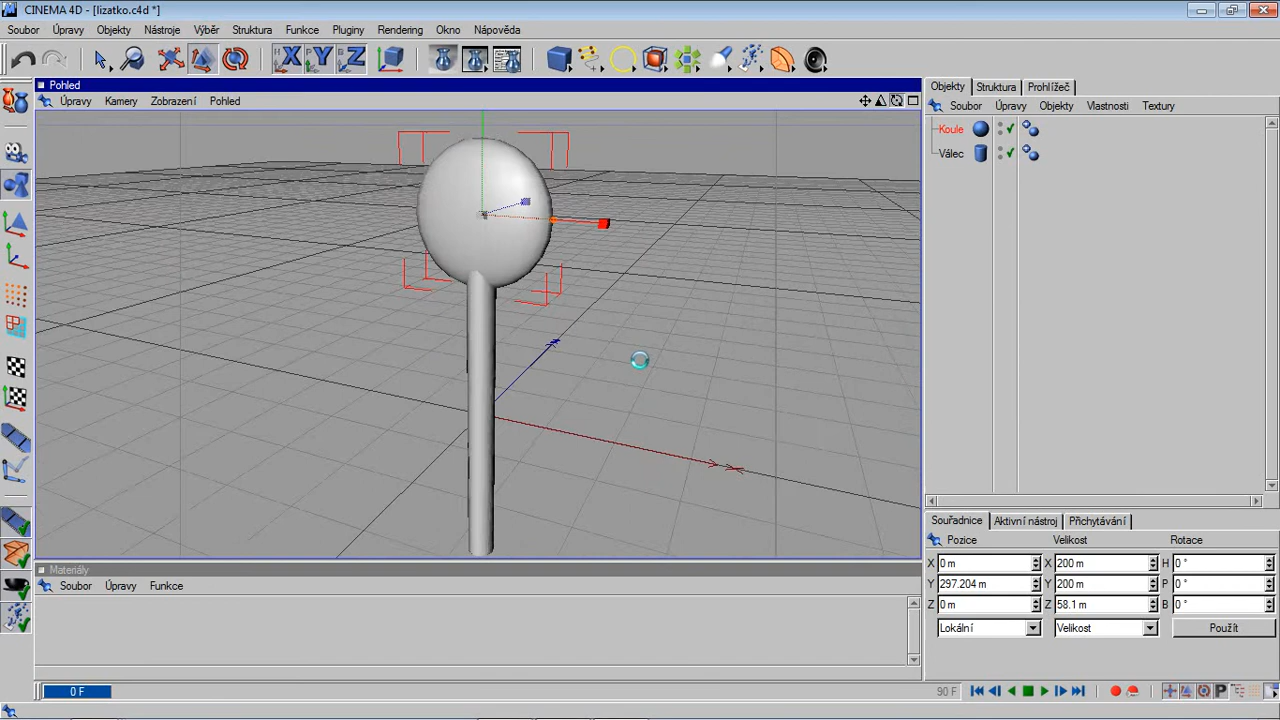 CINEMA 4D - [lizatko.c4d *]
Soubor Úpravy Objekty Nástroje Výběr Struktura Funkce Pluginy Rendering Okno Nápověda
X Y Z
Pohled
Úpravy Kamery Zobrazení Pohled
Objekty Struktura Prohlížeč
Soubor Úpravy Objekty Vlastnosti Textury
Koule
Válec
Souřadnice Aktivní nástroj Přichytávání
Pozice Velikost Rotace
X 0 m X 200 m H 0 °
Y 297.204 m Y 200 m P 0 °
Z 0 m Z 58.1 m B 0 °
Lokální Velikost Použít
Materiály
Soubor Úpravy Funkce
0 F 90 F P